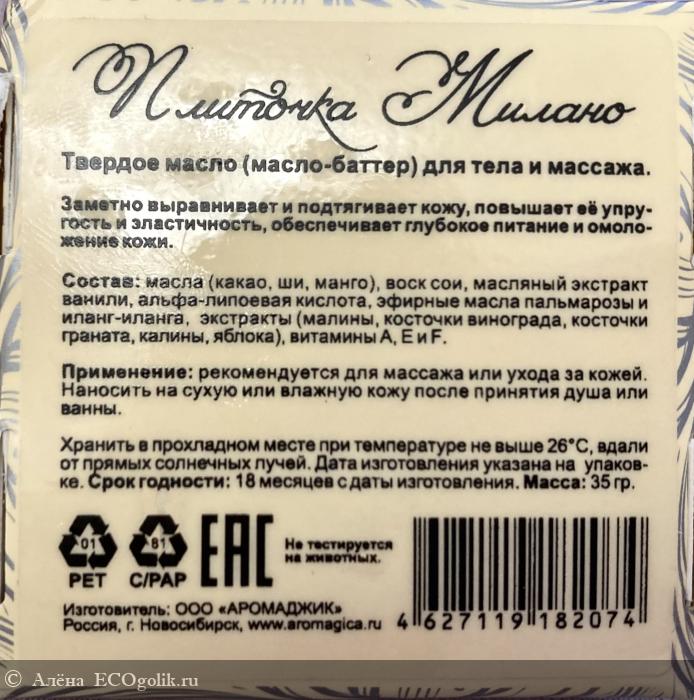 Плиточка Милано
Твердое масло (масло-баттер) для тела и массажа.
Заметно выравнивает и подтягивает кожу, повышает её упру-
гость и эластичность, обеспечивает глубокое питание и омоло-
жение кожи.
Состав: масла (какао, ши, манго), воск сои, масляный экстракт
ванили, альфа-липоевая кислота, эфирные масла пальмарозы и
иланг-иланга, экстракты (малины, косточки винограда, косточки
граната, калины, яблока), витамины А, Е и F.
Применение: рекомендуется для массажа или ухода за кожей.
Наносить на сухую или влажную кожу после принятия душа или
ванны.
Хранить в прохладном месте при температуре не выше 26°С, вдали
от прямых солнечных лучей. Дата изготовления указана на упаков-
ке. Срок годности: 18 месяцев с даты изготовления. Масса: 35 гр.
01 81 EAC Не тестируется
на животных.
PET C/PAP
Изготовитель: ООО «АРОМАДЖИК»
Россия, г. Новосибирск, www.aromagica.ru 4 627119 182074
Алёна ECOgolik.ru